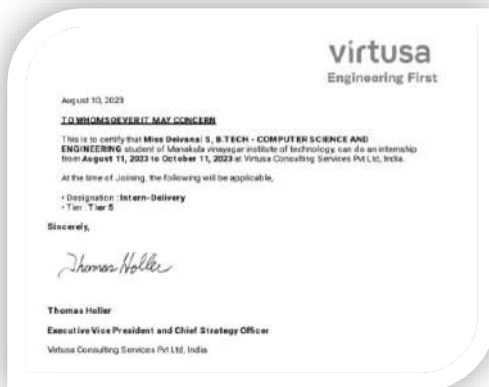 virtusa
Engineering First
August 10, 2023
TO WHOMSOEVER IT MAY CONCERN
This is to certify that Miss Deivanai S, B.TECH - COMPUTER SCIENCE AND
ENGINEERING student of Manakula vinayagar institute of technology, can do an internship
from August 11, 2023 to October 11, 2023 at Virtusa Consulting Services Pvt Ltd, India.
At the time of Joining, the following will be applicable,
• Designation : Intern-Delivery
• Tier : Tier 5
Sincerely,
Thomas Holler
Thomas Holler
Executive Vice President and Chief Strategy Officer
Virtusa Consulting Services Pvt Ltd, India